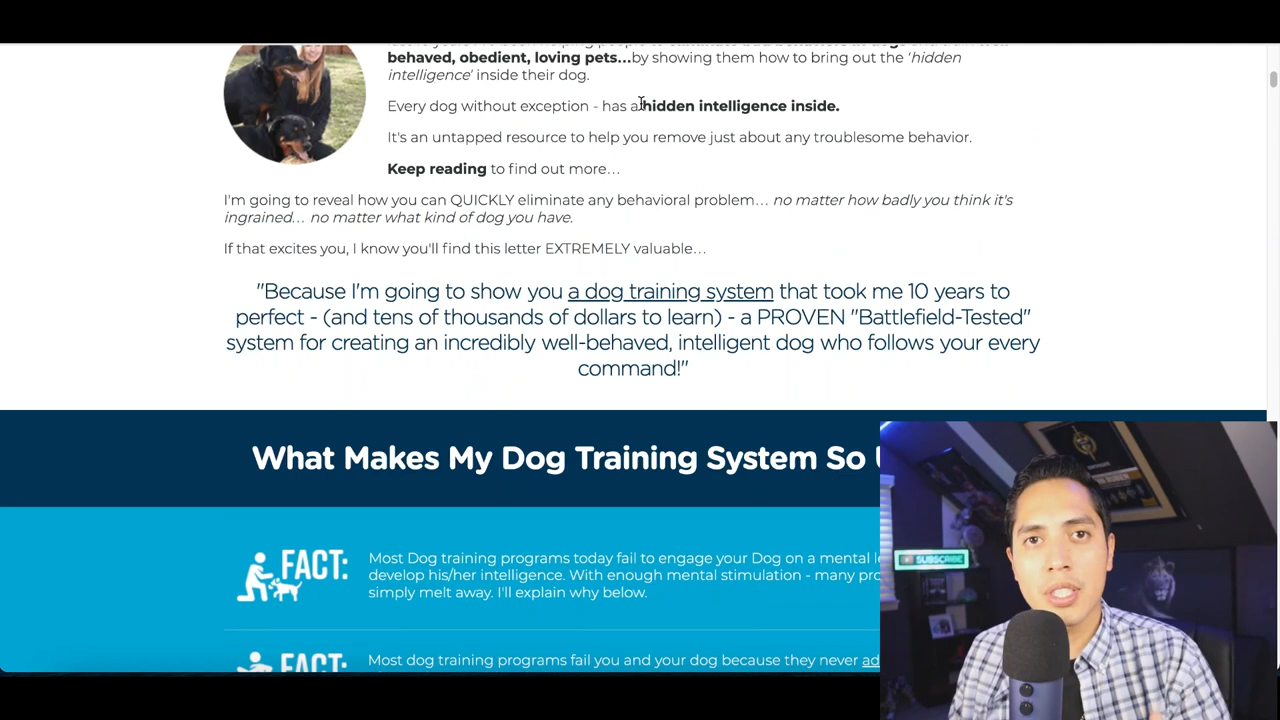 behaved, obedient, loving pets...by showing them how to bring out the 'hidden
intelligence' inside their dog.
Every dog without exception - has a hidden intelligence inside.
It's an untapped resource to help you remove just about any troublesome behavior.
Keep reading to find out more...
I'm going to reveal how you can QUICKLY eliminate any behavioral problem... no matter how badly you think it's
ingrained... no matter what kind of dog you have.
If that excites you, I know you'll find this letter EXTREMELY valuable...
"Because I'm going to show you a dog training system that took me 10 years to
perfect - (and tens of thousands of dollars to learn) - a PROVEN "Battlefield-Tested"
system for creating an incredibly well-behaved, intelligent dog who follows your every
command!"
What Makes My Dog Training System So
FACT:
Most Dog training programs today fail to engage your Dog on a mental
develop his/her intelligence. With enough mental stimulation - many
simply melt away. I'll explain why below.
FACT:
Most dog training programs fail you and your dog because they never
SUBSCRIBE